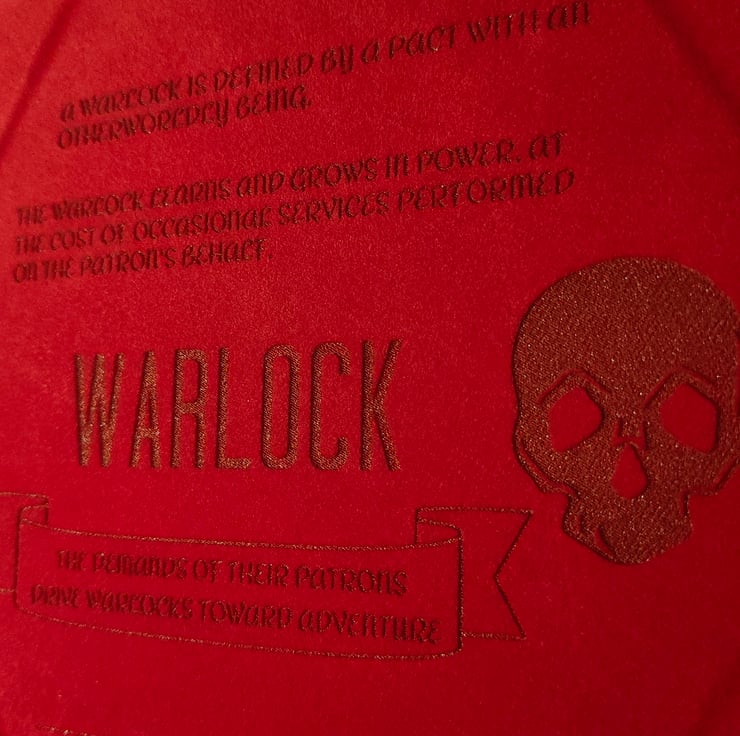 A WARLOCK IS DEFINED BY A PACT WITH AN
OTHERWORLDLY BEING.
THE WARLOCK LEARNS AND GROWS IN POWER, AT
THE COST OF OCCASIONAL SERVICES PERFORMED
ON THE PATRON'S BEHALF.
WARLOCK
THE DEMANDS OF THEIR PATRONS
DRIVE WARLOCKS TOWARD ADVENTURE